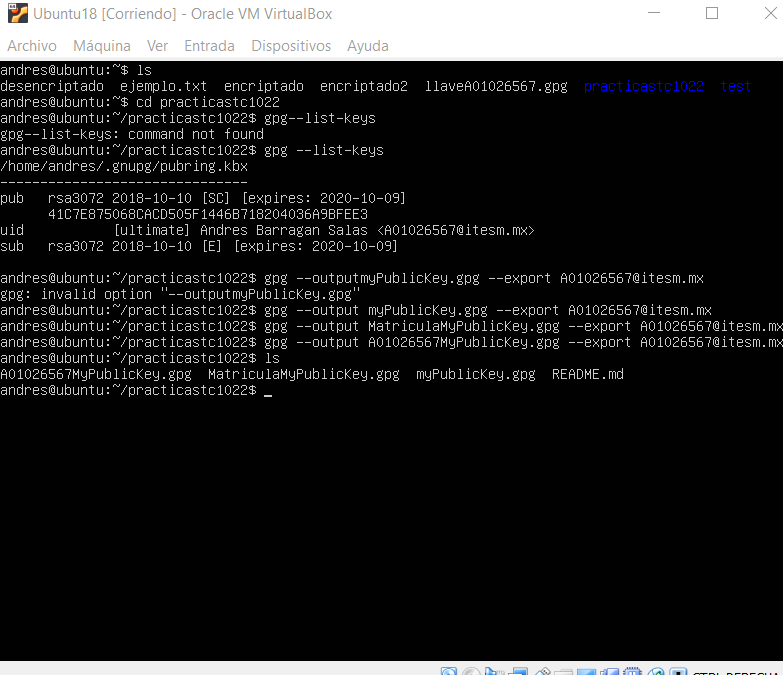 Ubuntu18 [Corriendo] - Oracle VM VirtualBox
Archivo Máquina Ver Entrada Dispositivos Ayuda
andres@ubuntu:~$ ls
desencriptado ejemplo.txt encriptado encriptado2 llaveA01026567.gpg practicastc1022 test
andres@ubuntu:~$ cd practicastc1022
andres@ubuntu:~/practicastc1022$ gpg--list-keys
gpg--list-keys: command not found
andres@ubuntu:~/practicastc1022$ gpg --list-keys
/home/andres/.gnupg/pubring.kbx
-------------------------------
pub rsa3072 2018-10-10 [SC] [expires: 2020-10-09]
41C7E875068CACD505F1446B718204036A9BFEE3
uid [ultimate] Andres Barragan Salas <A01026567@itesm.mx>
sub rsa3072 2018-10-10 [E] [expires: 2020-10-09]
andres@ubuntu:~/practicastc1022$ gpg --outputmyPublicKey.gpg --export A01026567@itesm.mx
gpg: invalid option "--outputmyPublicKey.gpg"
andres@ubuntu:~/practicastc1022$ gpg --output myPublicKey.gpg --export A01026567@itesm.mx
andres@ubuntu:~/practicastc1022$ gpg --output MatriculaMyPublicKey.gpg --export A01026567@itesm.mx
andres@ubuntu:~/practicastc1022$ gpg --output A01026567MyPublicKey.gpg --export A01026567@itesm.mx
andres@ubuntu:~/practicastc1022$ ls
A01026567MyPublicKey.gpg MatriculaMyPublicKey.gpg myPublicKey.gpg README.md
andres@ubuntu:~/practicastc1022$ _
CTRL DERECHA